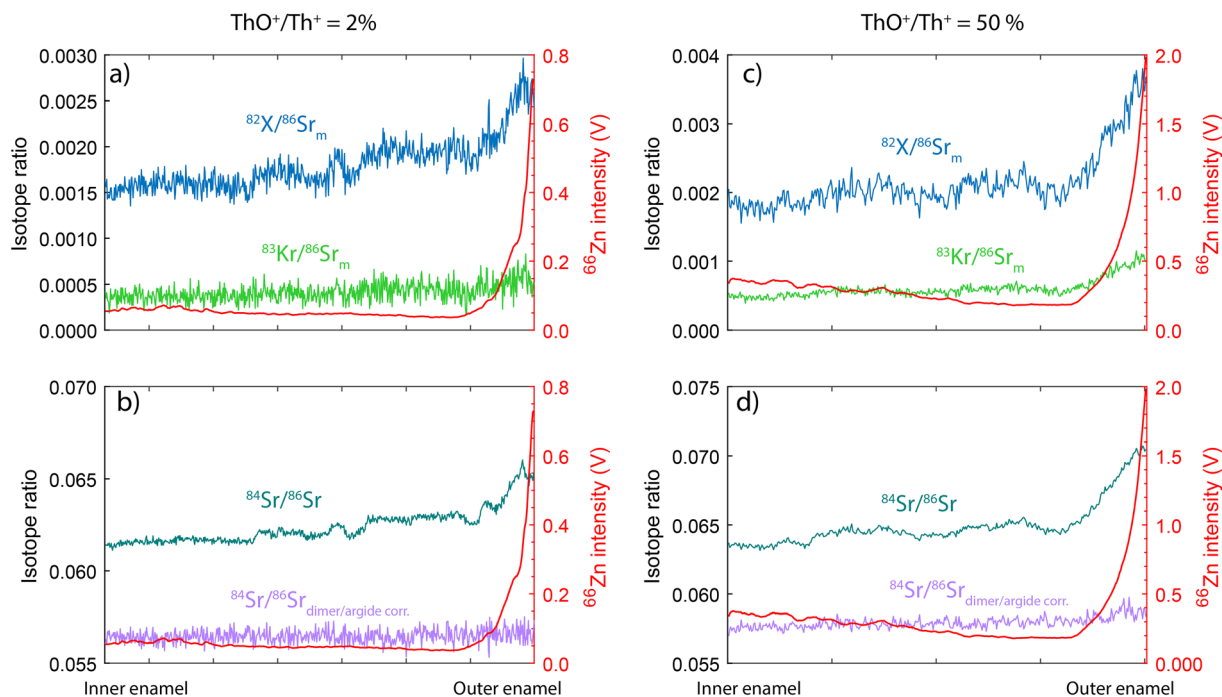 ThO⁺/Th⁺ = 2%
ThO⁺/Th⁺ = 50 %
a)
Isotope ratio
0.0030
0.0025
0.0020
0.0015
0.0010
0.0005
0.0000
⁸²X/⁸⁶Srₘ
⁸³Kr/⁸⁶Srₘ
0.8
0.6
0.4
0.2
0.0
⁶⁶Zn intensity (V)
c)
Isotope ratio
0.004
0.003
0.002
0.001
0.000
⁸²X/⁸⁶Srₘ
⁸³Kr/⁸⁶Srₘ
2.0
1.5
1.0
0.5
0.0
⁶⁶Zn intensity (V)
b)
Isotope ratio
0.070
0.065
0.060
0.055
⁸⁴Sr/⁸⁶Sr
⁸⁴Sr/⁸⁶Sr dimer/argide corr.
0.8
0.6
0.4
0.2
0.0
⁶⁶Zn intensity (V)
Inner enamel
Outer enamel
d)
Isotope ratio
0.075
0.070
0.065
0.060
0.055
⁸⁴Sr/⁸⁶Sr
⁸⁴Sr/⁸⁶Sr dimer/argide corr.
2.0
1.5
1.0
0.5
0.000
⁶⁶Zn intensity (V)
Inner enamel
Outer enamel